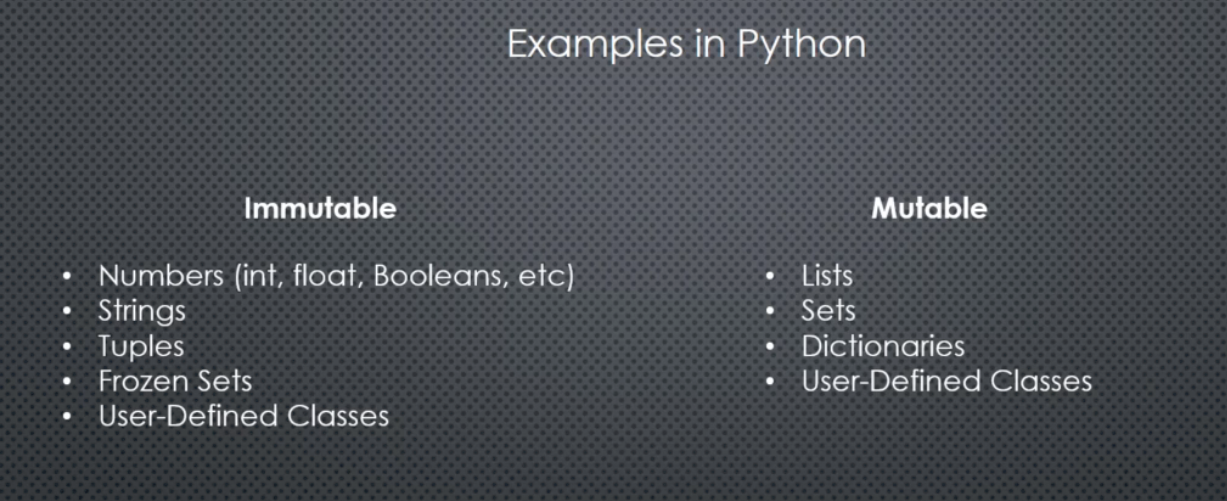 Examples in Python
Immutable
• Numbers (int, float, Booleans, etc)
• Strings
• Tuples
• Frozen Sets
• User-Defined Classes
Mutable
• Lists
• Sets
• Dictionaries
• User-Defined Classes